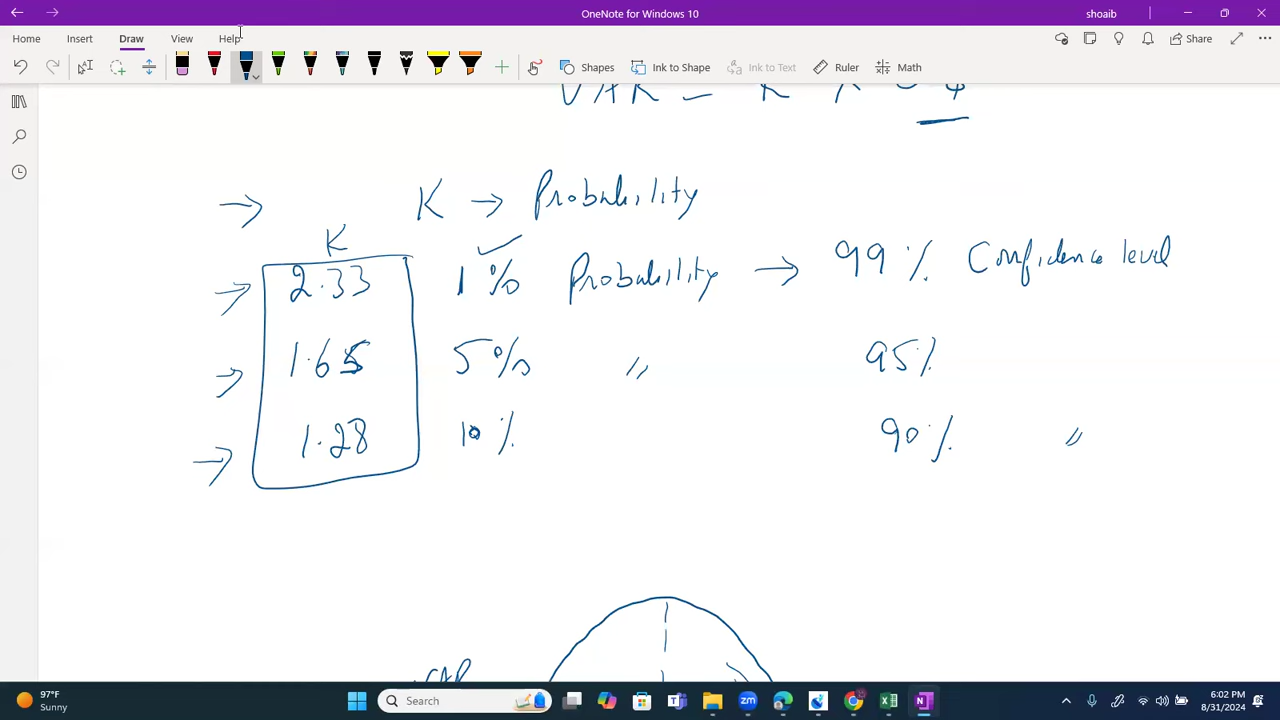 OneNote for Windows 10
shoaib
Home Insert Draw View Help
Share
Shapes Ink to Shape Ink to Text Ruler Math
VAR = K
K → Probability
K
2.33 1% Probability → 99% Confidence level
1.65 5% " 95%
1.28 10% 90% "
VAR
97°F
Sunny
Search
6:02 PM
8/31/2024